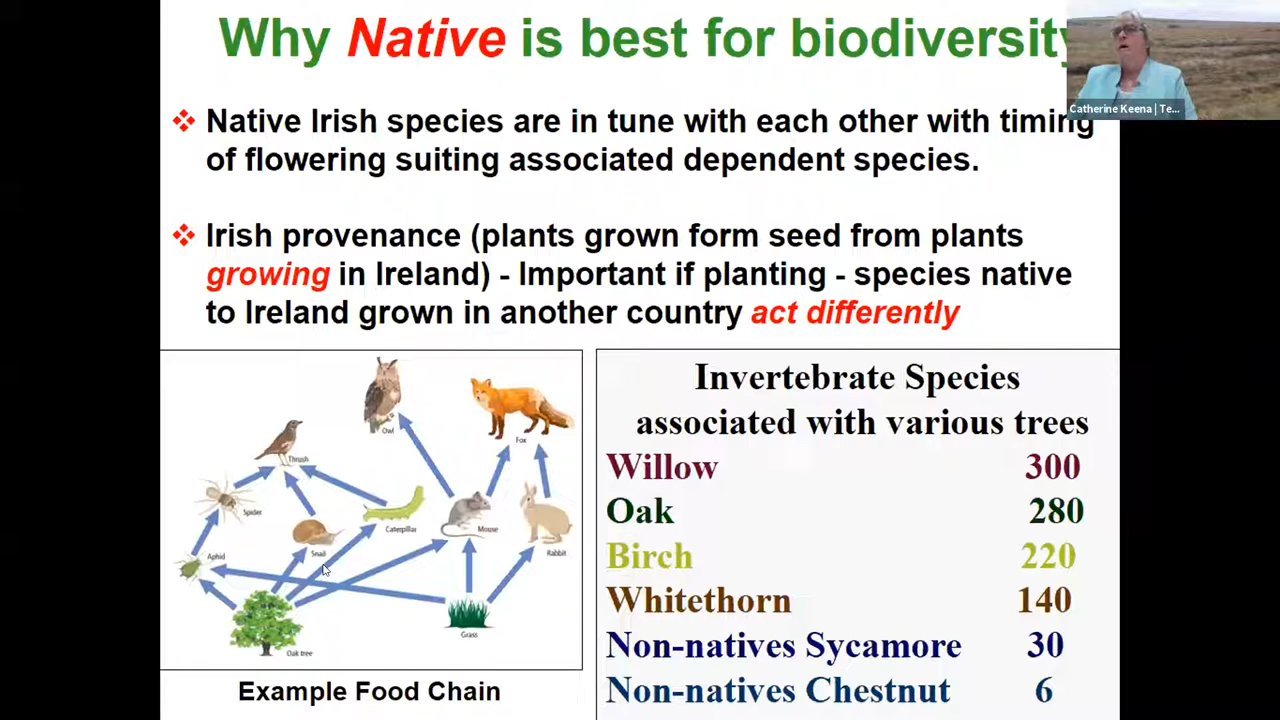 Why Native is best for biodiversity
Catherine Keena | Te...
❖ Native Irish species are in tune with each other with timing
of flowering suiting associated dependent species.
❖ Irish provenance (plants grown form seed from plants
growing in Ireland) - Important if planting - species native
to Ireland grown in another country act differently
Owl
Fox
Thrush
Spider
Caterpillar
Mouse
Rabbit
Snail
Aphid
Oak tree
Grass
Example Food Chain
Invertebrate Species
associated with various trees
Willow 300
Oak 280
Birch 220
Whitethorn 140
Non-natives Sycamore 30
Non-natives Chestnut 6